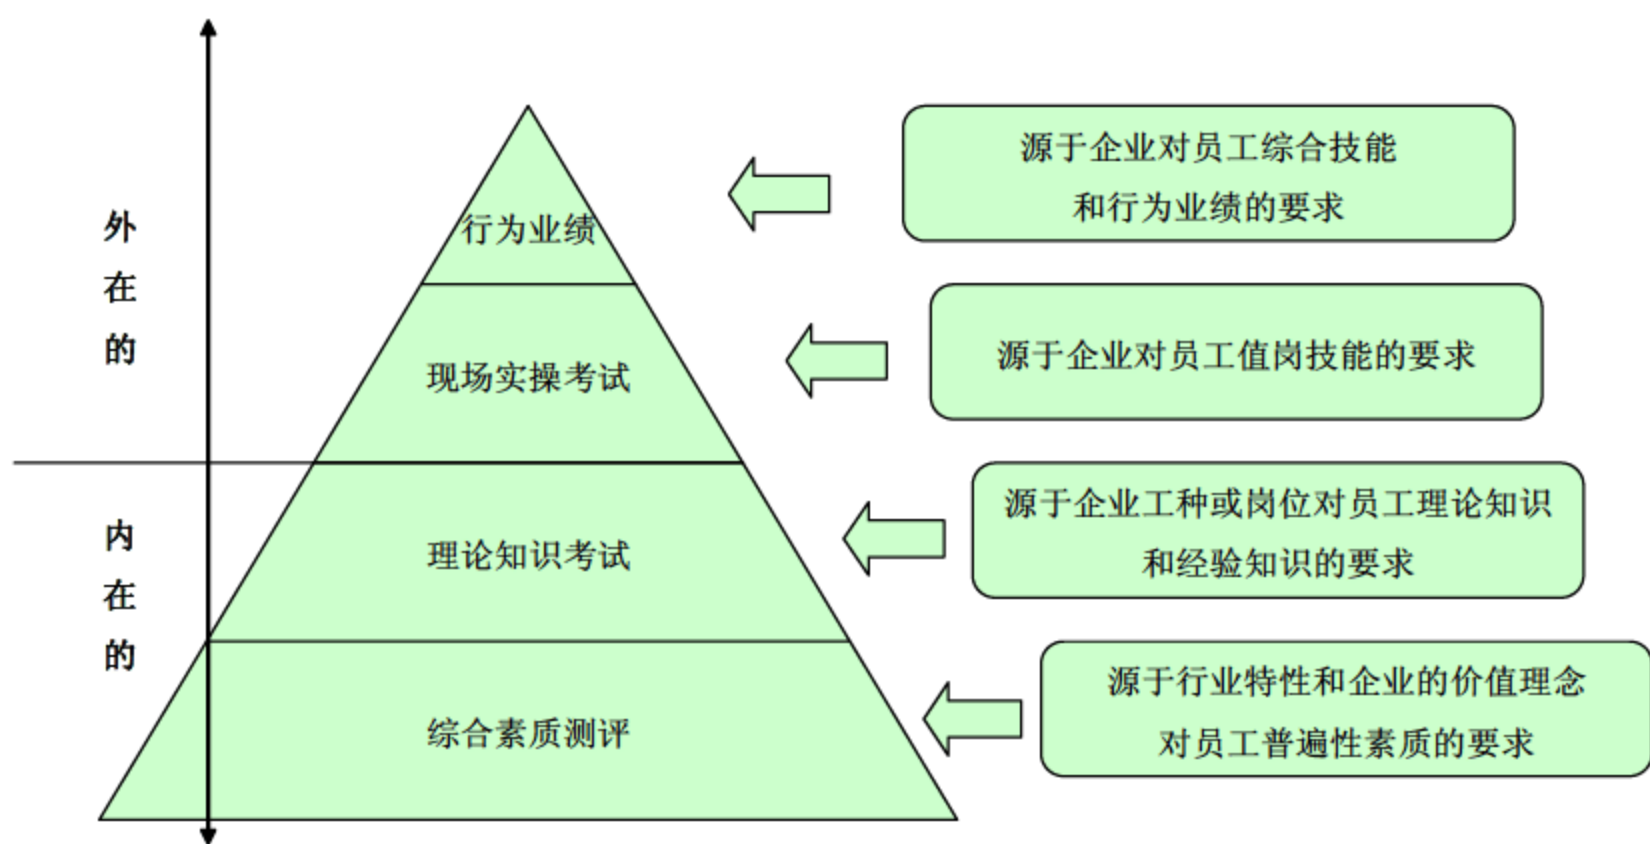 外在的
内在的
行为业绩
现场实操考试
理论知识考试
综合素质测评
源于企业对员工综合技能
和行为业绩的要求
源于企业对员工值岗技能的要求
源于企业工种或岗位对员工理论知识
和经验知识的要求
源于行业特性和企业的价值理念
对员工普遍性素质的要求